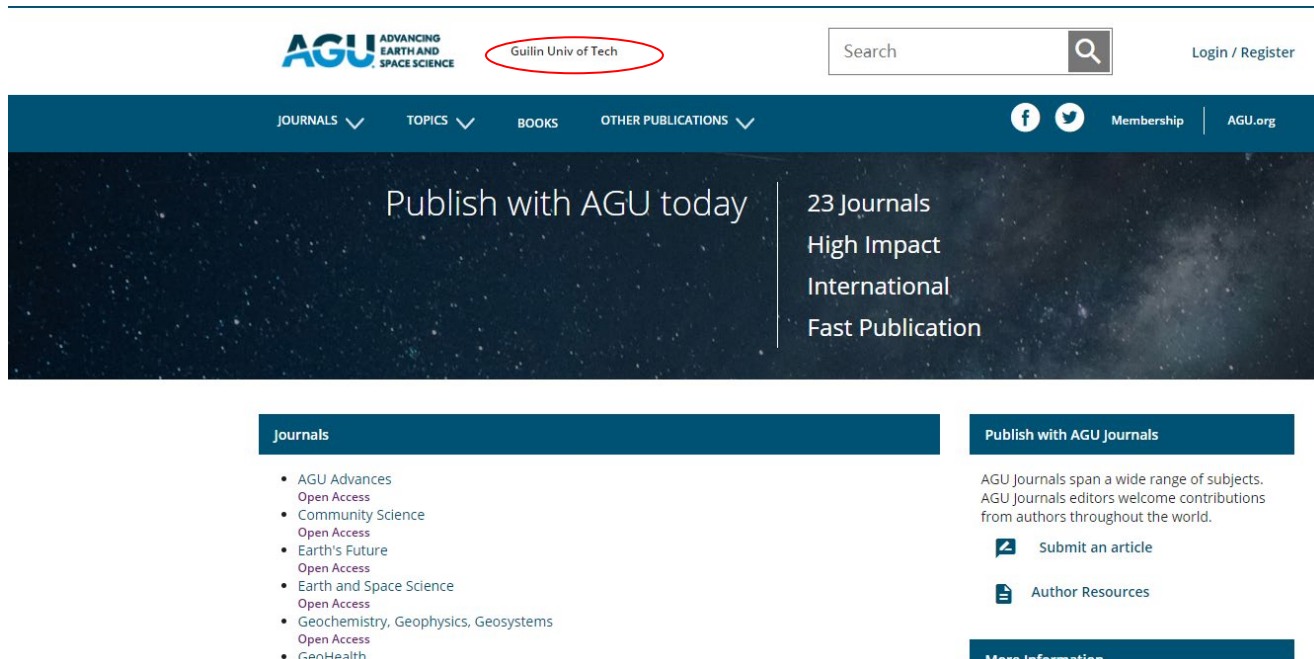 AGU
ADVANCING
EARTH AND
SPACE SCIENCE
Guilin Univ of Tech
Search
Login / Register
JOURNALS
TOPICS
BOOKS
OTHER PUBLICATIONS
Membership
AGU.org
Publish with AGU today
23 Journals
High Impact
International
Fast Publication
Journals
AGU Advances
Open Access
Community Science
Open Access
Earth's Future
Open Access
Earth and Space Science
Open Access
Geochemistry, Geophysics, Geosystems
Open Access
GeoHealth
Publish with AGU Journals
AGU Journals span a wide range of subjects.
AGU Journals editors welcome contributions
from authors throughout the world.
Submit an article
Author Resources
More Information